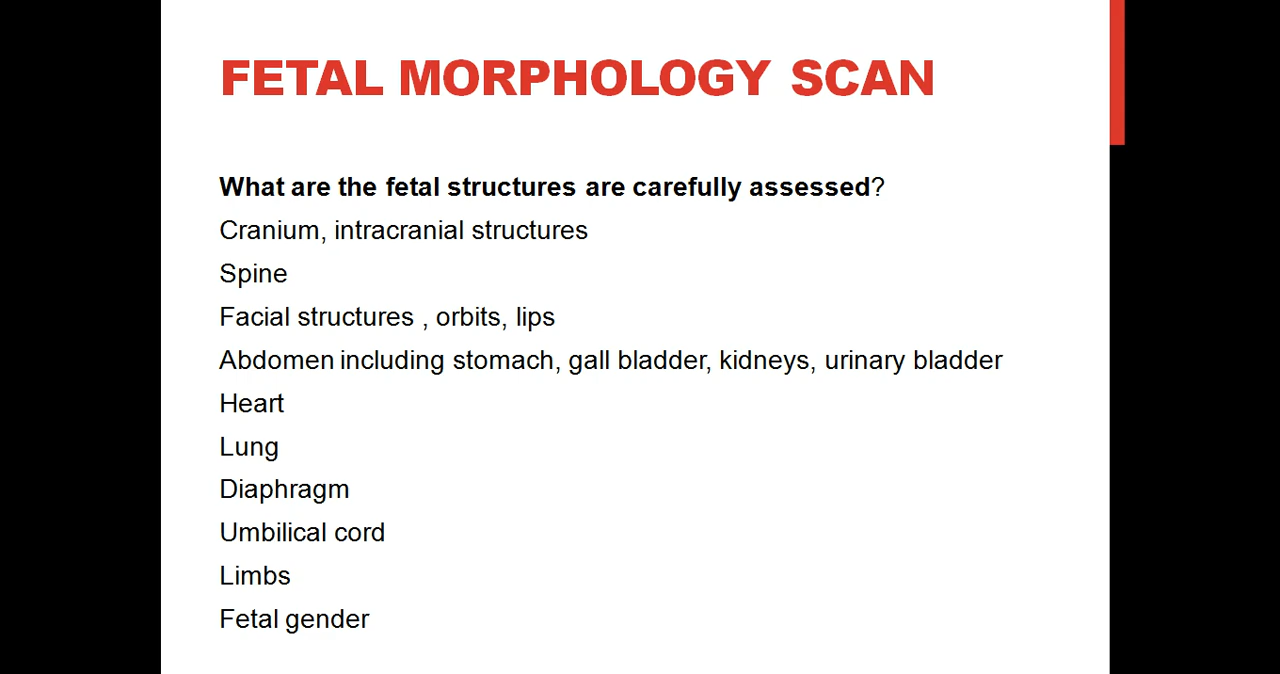 FETAL MORPHOLOGY SCAN
What are the fetal structures are carefully assessed?
Cranium, intracranial structures
Spine
Facial structures , orbits, lips
Abdomen including stomach, gall bladder, kidneys, urinary bladder
Heart
Lung
Diaphragm
Umbilical cord
Limbs
Fetal gender